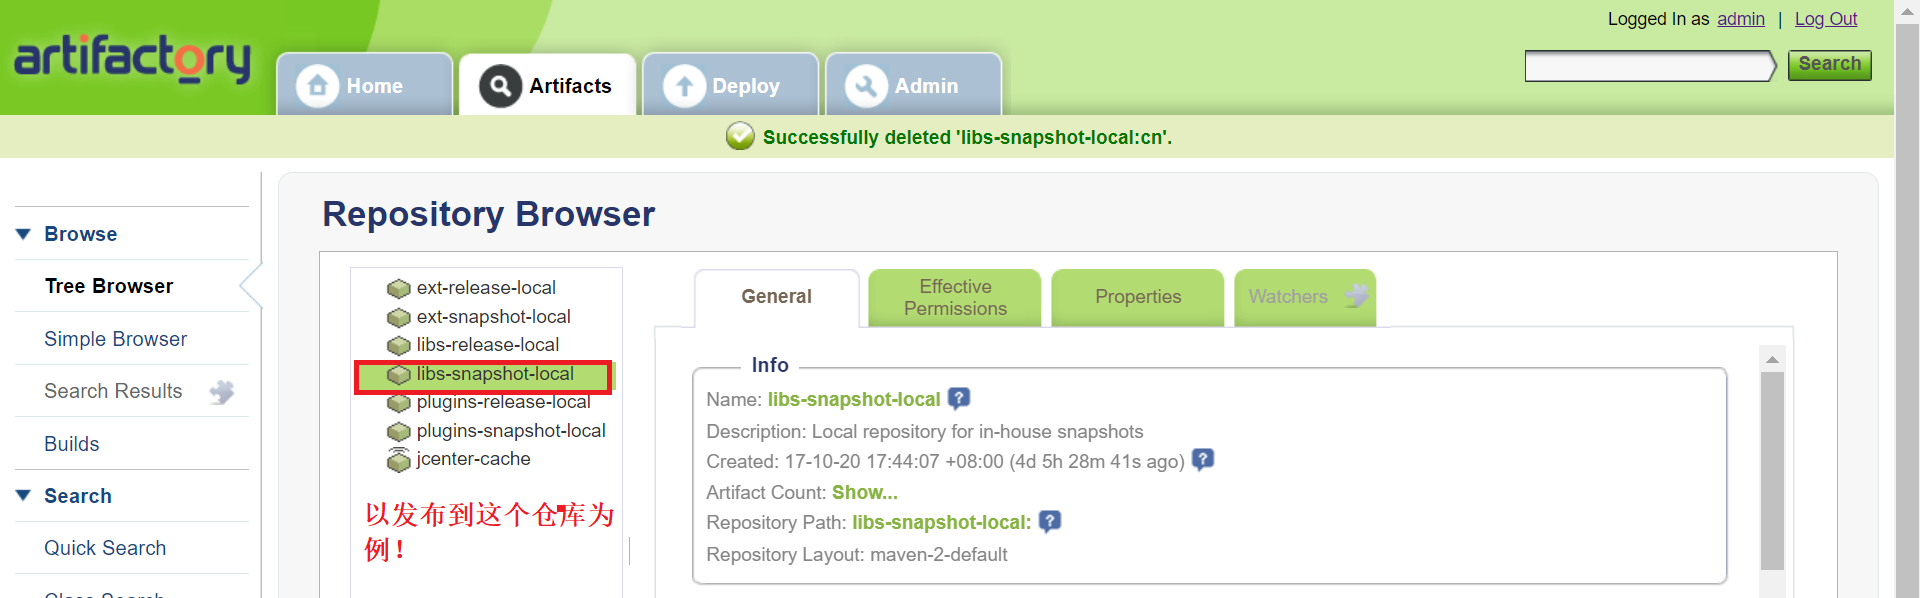 Logged In as admin | Log Out
artifactory
Home
Artifacts
Deploy
Admin
Search
Successfully deleted 'libs-snapshot-local:cn'.
Browse
Tree Browser
Simple Browser
Search Results
Builds
Search
Quick Search
Repository Browser
ext-release-local
ext-snapshot-local
libs-release-local
libs-snapshot-local
plugins-release-local
plugins-snapshot-local
jcenter-cache
以发布到这个仓库为
例！
General
Effective
Permissions
Properties
Watchers
Info
Name: libs-snapshot-local
Description: Local repository for in-house snapshots
Created: 17-10-20 17:44:07 +08:00 (4d 5h 28m 41s ago)
Artifact Count: Show...
Repository Path: libs-snapshot-local:
Repository Layout: maven-2-default